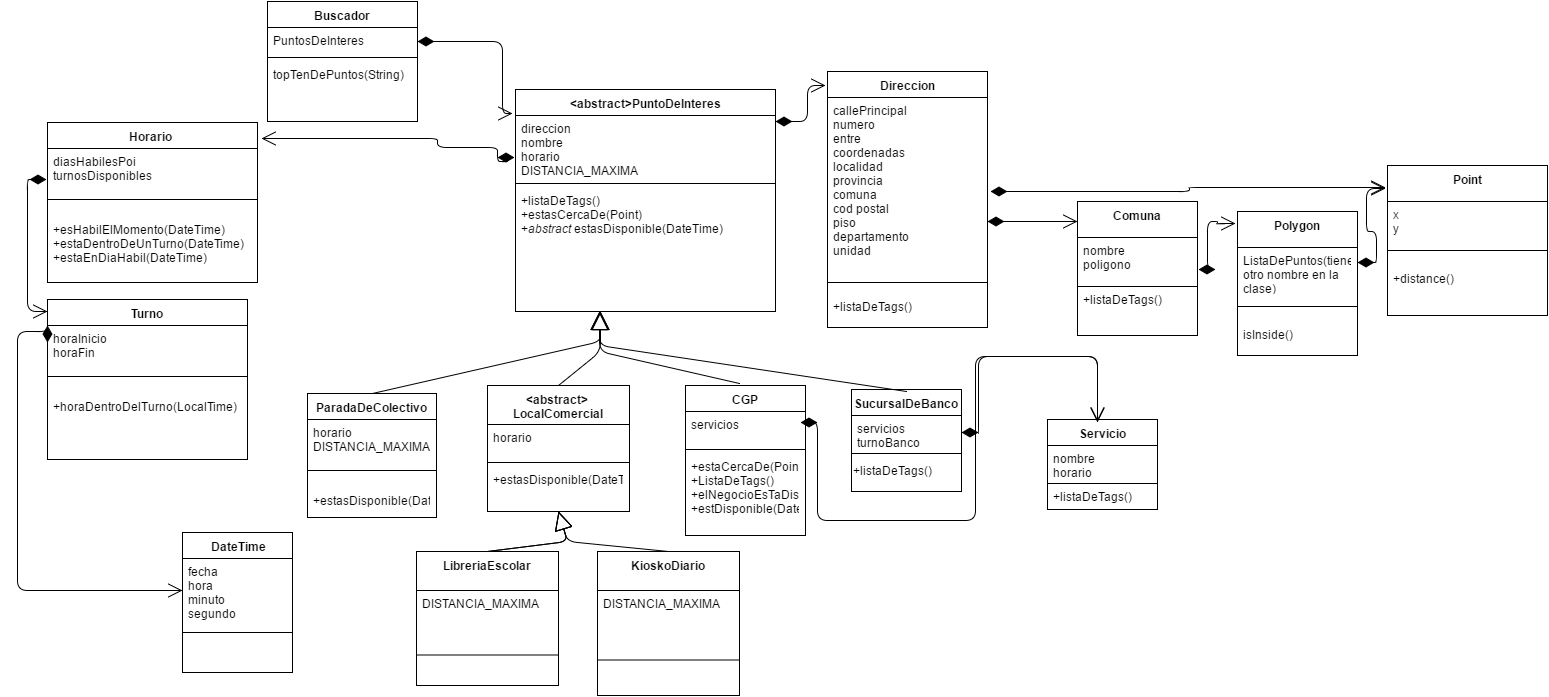 Buscador
PuntosDeInteres
topTenDePuntos(String)
<abstract>PuntoDeInteres
direccion
nombre
horario
DISTANCIA_MAXIMA
+listaDeTags()
+estasCercaDe(Point)
+abstract estasDisponible(DateTime)
Direccion
callePrincipal
numero
entre
coordenadas
localidad
provincia
comuna
cod postal
piso
departamento
unidad
+listaDeTags()
Horario
diasHabilesPoi
turnosDisponibles
+esHabilElMomento(DateTime)
+estaDentroDeUnTurno(DateTime)
+estaEnDiaHabil(DateTime)
Point
x
y
+distance()
Comuna
nombre
poligono
+listaDeTags()
Polygon
ListaDePuntos(tiene
otro nombre en la
clase)
isInside()
Turno
horaInicio
horaFin
+horaDentroDelTurno(LocalTime)
ParadaDeColectivo
horario
DISTANCIA_MAXIMA
+estasDisponible(Dat
<abstract>
LocalComercial
horario
+estasDisponible(DateT
CGP
servicios
+estaCercaDe(Poin
+ListaDeTags()
+elNegocioEsTaDis
+estDisponible(Date
SucursalDeBanco
servicios
turnoBanco
+listaDeTags()
Servicio
nombre
horario
+listaDeTags()
DateTime
fecha
hora
minuto
segundo
LibreriaEscolar
DISTANCIA_MAXIMA
KioskoDiario
DISTANCIA_MAXIMA